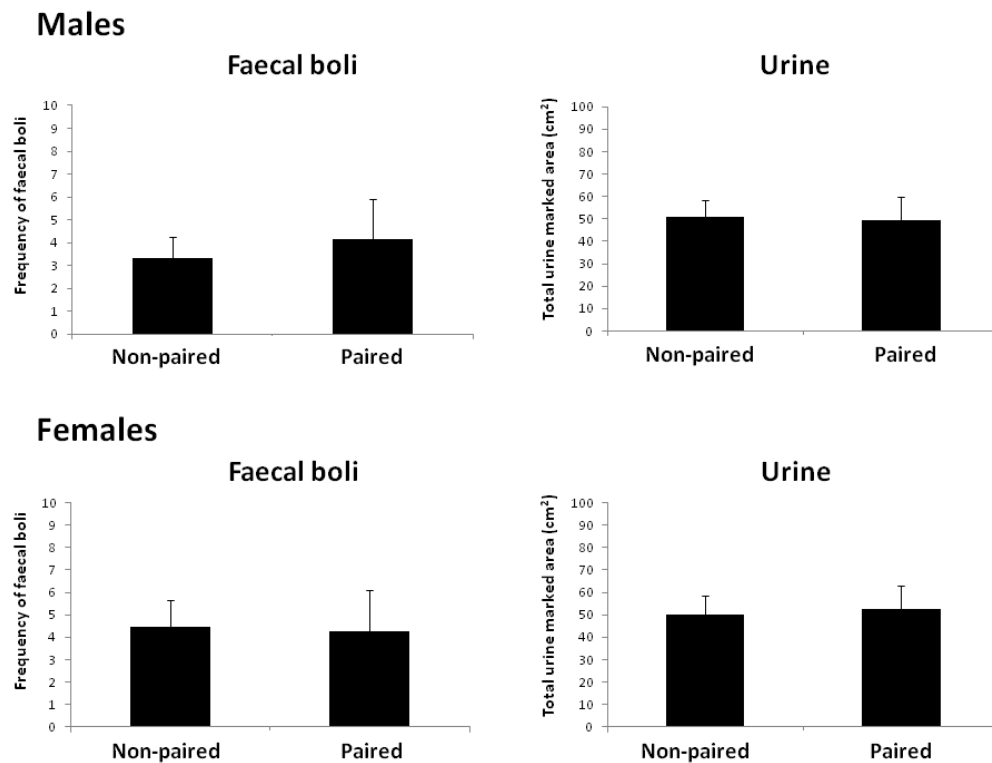 Males
Faecal boli
Frequency of faecal boli
10
9
8
7
6
5
4
3
2
1
0
Non-paired
Paired
Urine
Total urine marked area (cm²)
100
90
80
70
60
50
40
30
20
10
0
Non-paired
Paired
Females
Faecal boli
Frequency of faecal boli
10
9
8
7
6
5
4
3
2
1
0
Non-paired
Paired
Urine
Total urine marked area (cm²)
100
90
80
70
60
50
40
30
20
10
0
Non-paired
Paired